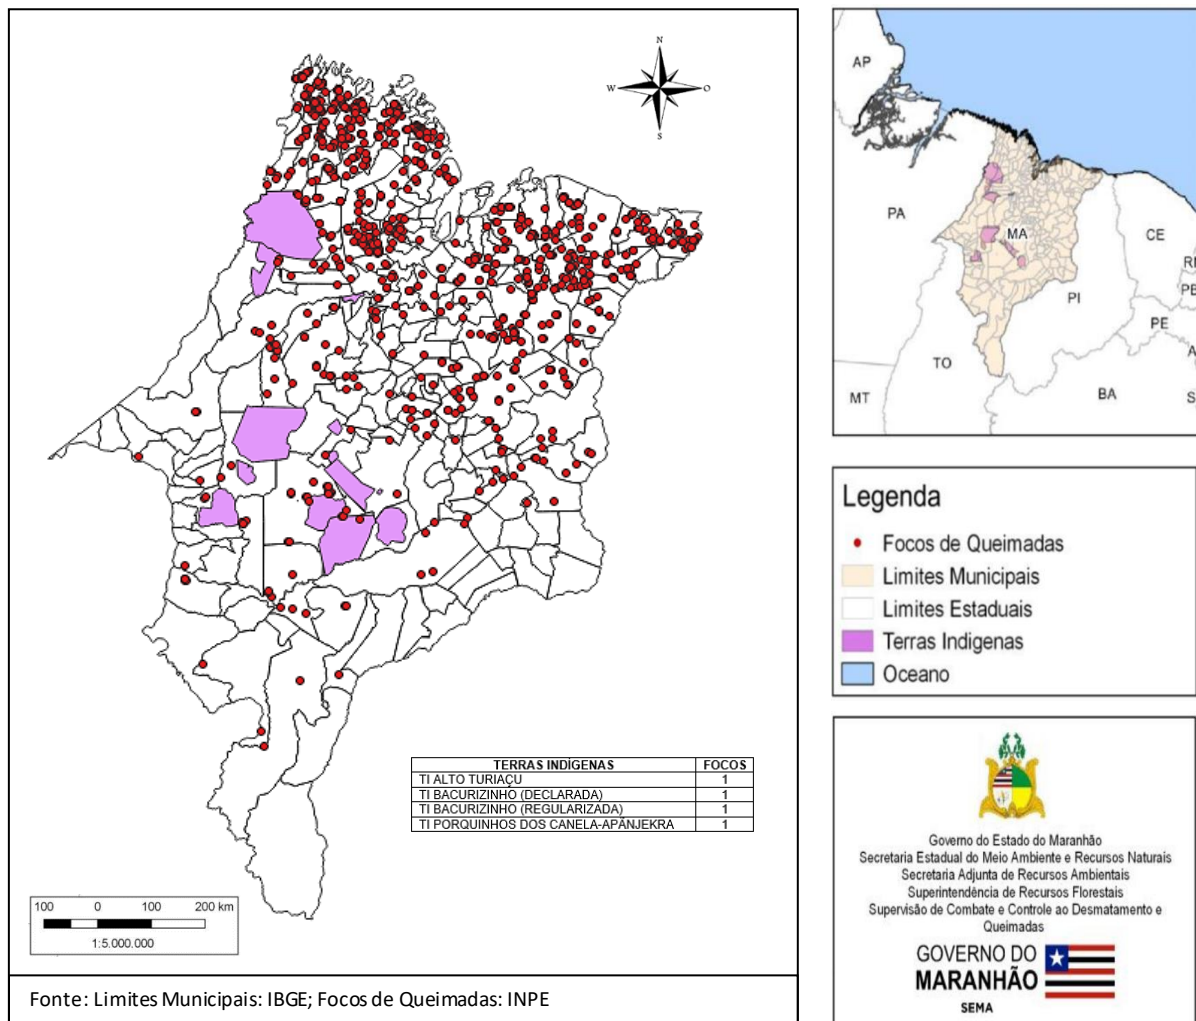 N
W
O
S
TERRAS INDÍGENAS FOCOS
TI ALTO TURIAÇU 1
TI BACURIZINHO (DECLARADA) 1
TI BACURIZINHO (REGULARIZADA) 1
TI PORQUINHOS DOS CANELA-APÃNJEKRA 1
100 0 100 200 km
1:5.000.000
Fonte: Limites Municipais: IBGE; Focos de Queimadas: INPE
AP
PA
MA
CE
RN
PB
PI
PE
TO
A
MT
BA
S
Legenda
Focos de Queimadas
Limites Municipais
Limites Estaduais
Terras Indigenas
Oceano
Governo do Estado do Maranhão
Secretaria Estadual do Meio Ambiente e Recursos Naturais
Secretaria Adjunta de Recursos Ambientais
Superintendência de Recursos Florestais
Supervisão de Combate e Controle ao Desmatamento e
Queimadas
GOVERNO DO
MARANHÃO
SEMA